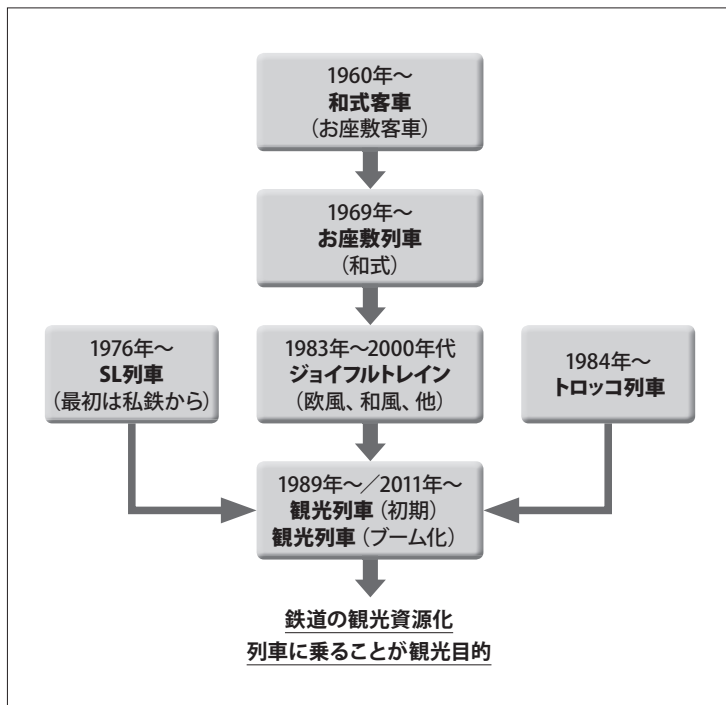 1960年～
和式客車
（お座敷客車）
1969年～
お座敷列車
（和式）
1976年～
SL列車
（最初は私鉄から）
1983年～2000年代
ジョイフルトレイン
（欧風、和風、他）
1984年～
トロッコ列車
1989年～／2011年～
観光列車（初期）
観光列車（ブーム化）
鉄道の観光資源化
列車に乗ることが観光目的